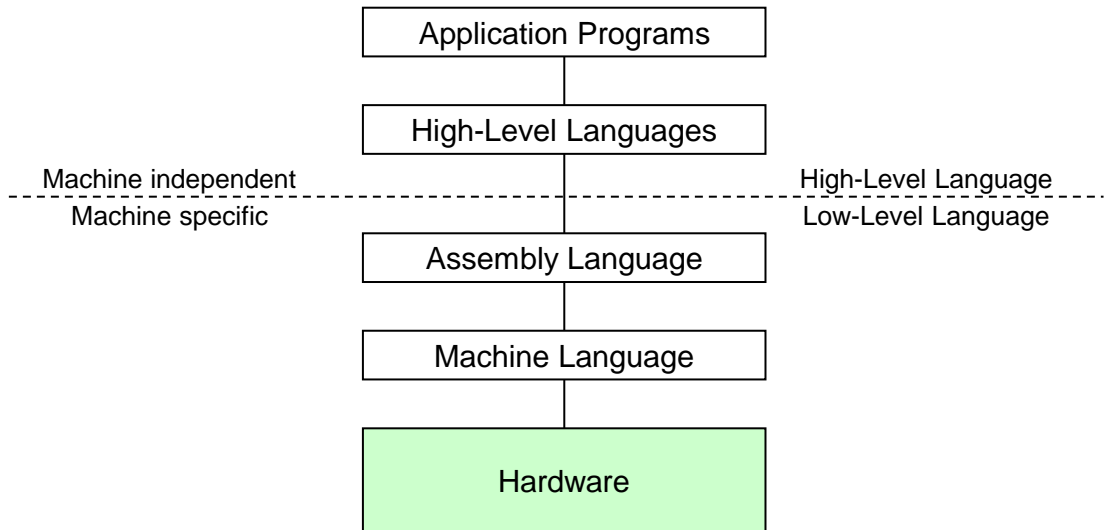 Application Programs
High-Level Languages
Machine independent
High-Level Language
Machine specific
Low-Level Language
Assembly Language
Machine Language
Hardware